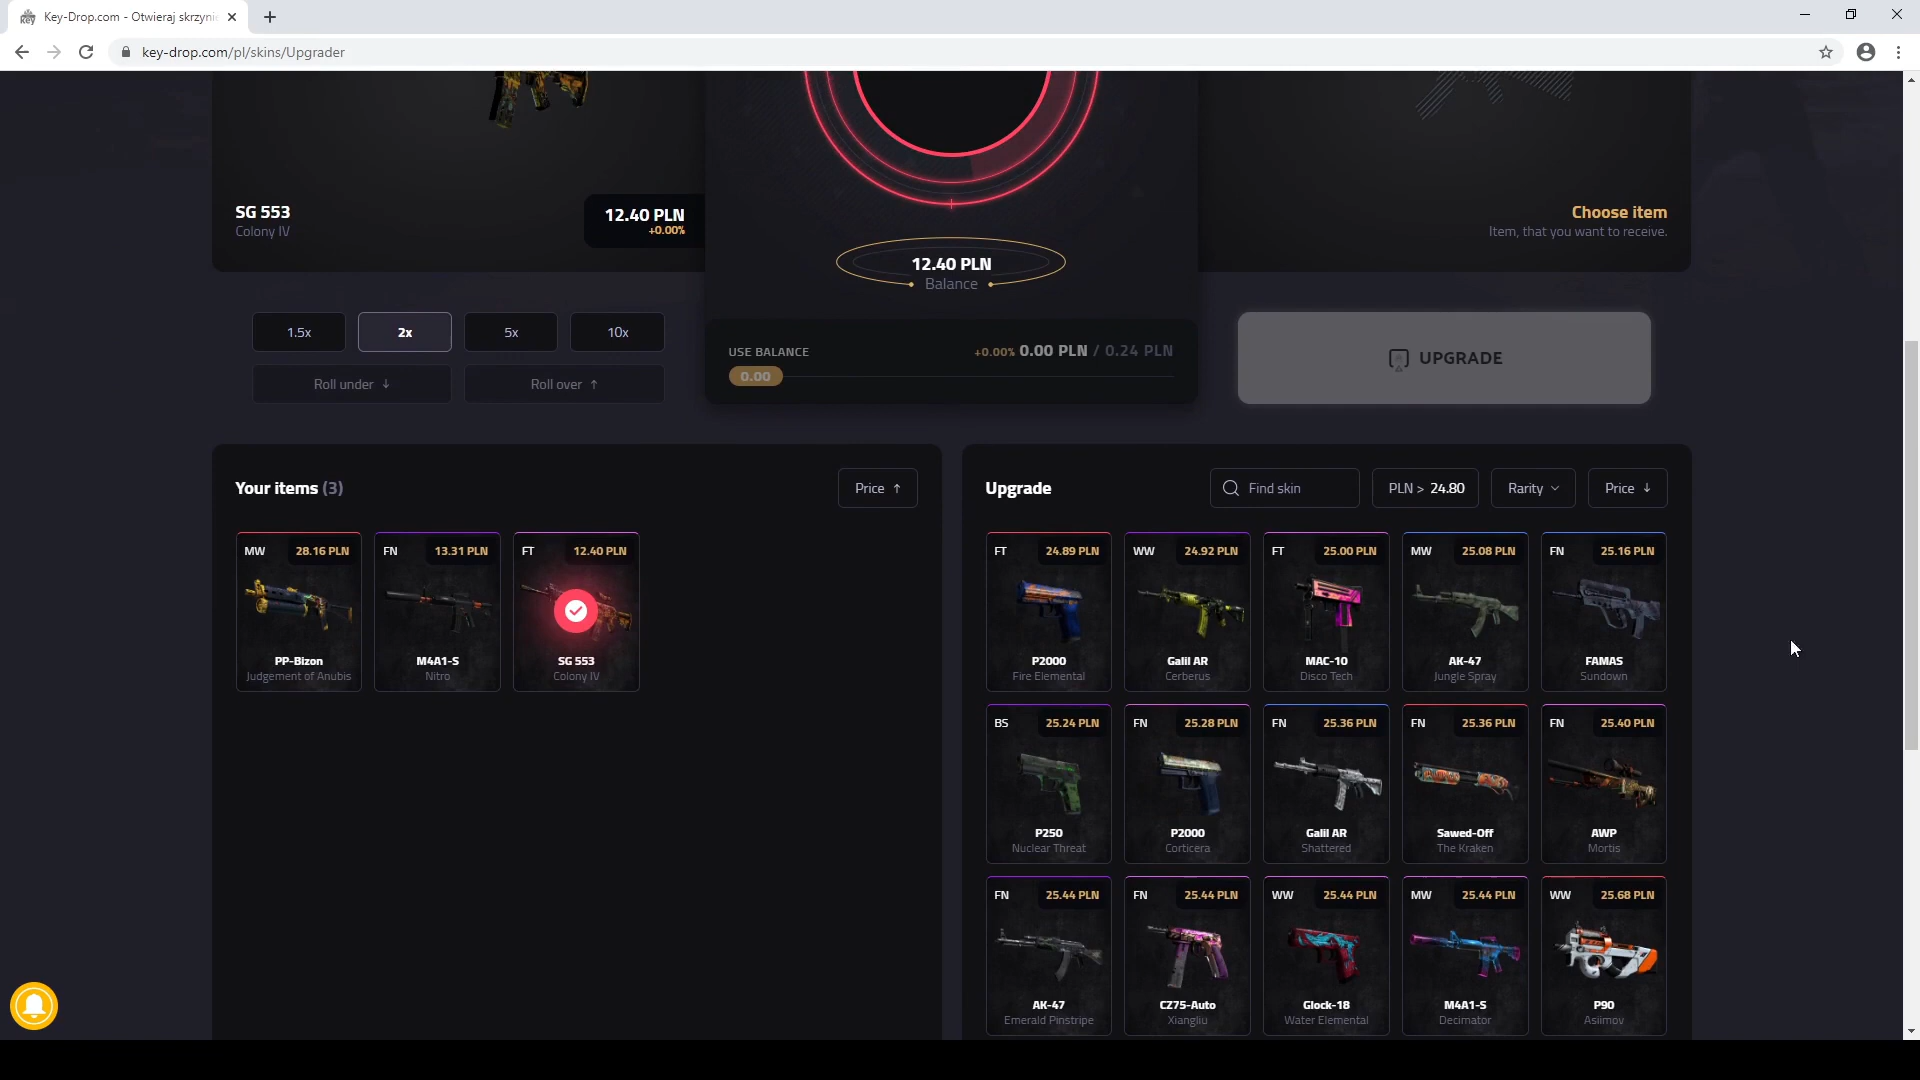 Key-Drop.com - Otwieraj skrzyni
key-drop.com/pl/skins/Upgrader
SG 553
Colony IV
12.40 PLN
+0.00%
12.40 PLN
Balance
Choose item
Item, that you want to receive.
1.5x
2x
5x
10x
Roll under ↓
Roll over ↑
USE BALANCE
+0.00% 0.00 PLN / 0.24 PLN
0.00
UPGRADE
Your items (3)
Price ↑
MW 28.16 PLN
PP-Bizon
Judgement of Anubis
FN 13.31 PLN
M4A1-S
Nitro
FT 12.40 PLN
SG 553
Colony IV
Upgrade
Find skin
PLN > 24.80
Rarity
Price ↓
FT 24.89 PLN
P2000
Fire Elemental
WW 24.92 PLN
Galil AR
Cerberus
FT 25.00 PLN
MAC-10
Disco Tech
MW 25.08 PLN
AK-47
Jungle Spray
FN 25.16 PLN
FAMAS
Sundown
BS 25.24 PLN
P250
Nuclear Threat
FN 25.28 PLN
P2000
Corticera
FN 25.36 PLN
Galil AR
Shattered
FN 25.36 PLN
Sawed-Off
The Kraken
FN 25.40 PLN
AWP
Mortis
FN 25.44 PLN
AK-47
Emerald Pinstripe
FN 25.44 PLN
CZ75-Auto
Xiangliu
WW 25.44 PLN
Glock-18
Water Elemental
MW 25.44 PLN
M4A1-S
Decimator
WW 25.68 PLN
P90
Asiimov